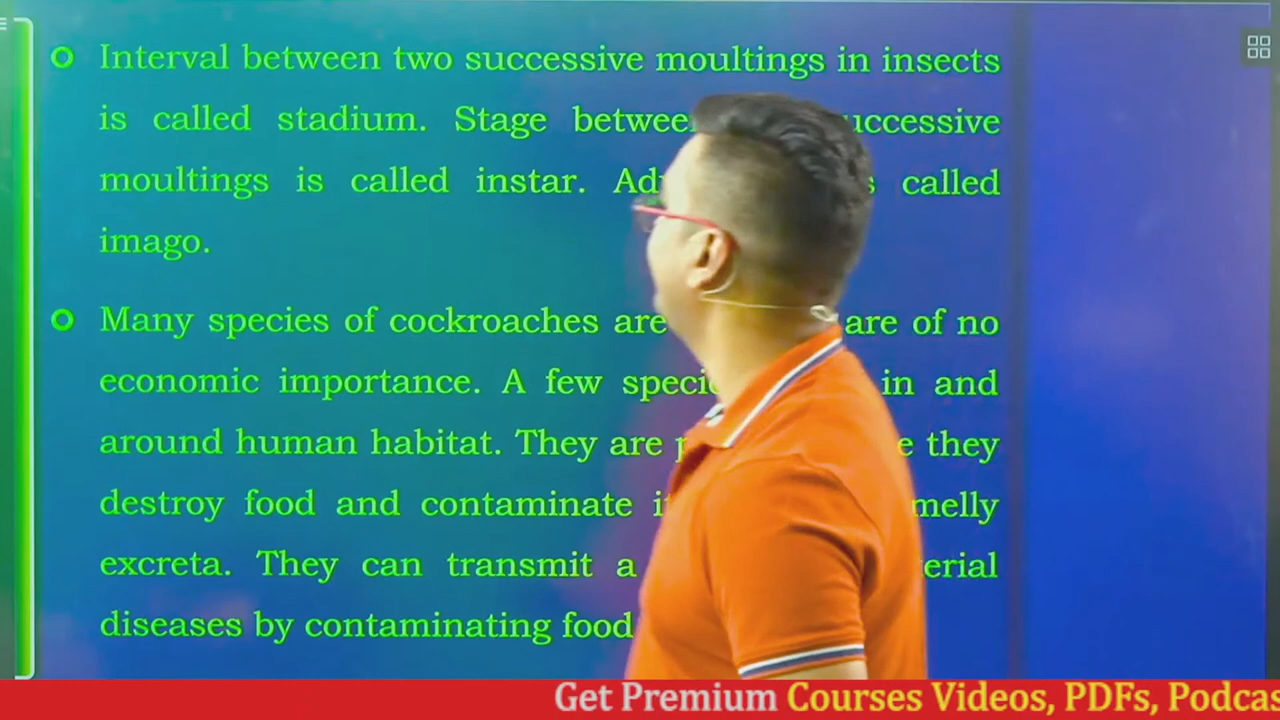 Interval between two successive moultings in insects
is called stadium. Stage between uccessive
moultings is called instar. Ad s called
imago.
Many species of cockroaches are are of no
economic importance. A few speci in and
around human habitat. They are p e they
destroy food and contaminate it melly
excreta. They can transmit a erial
diseases by contaminating food
Get Premium Courses Videos, PDFs, Podcas